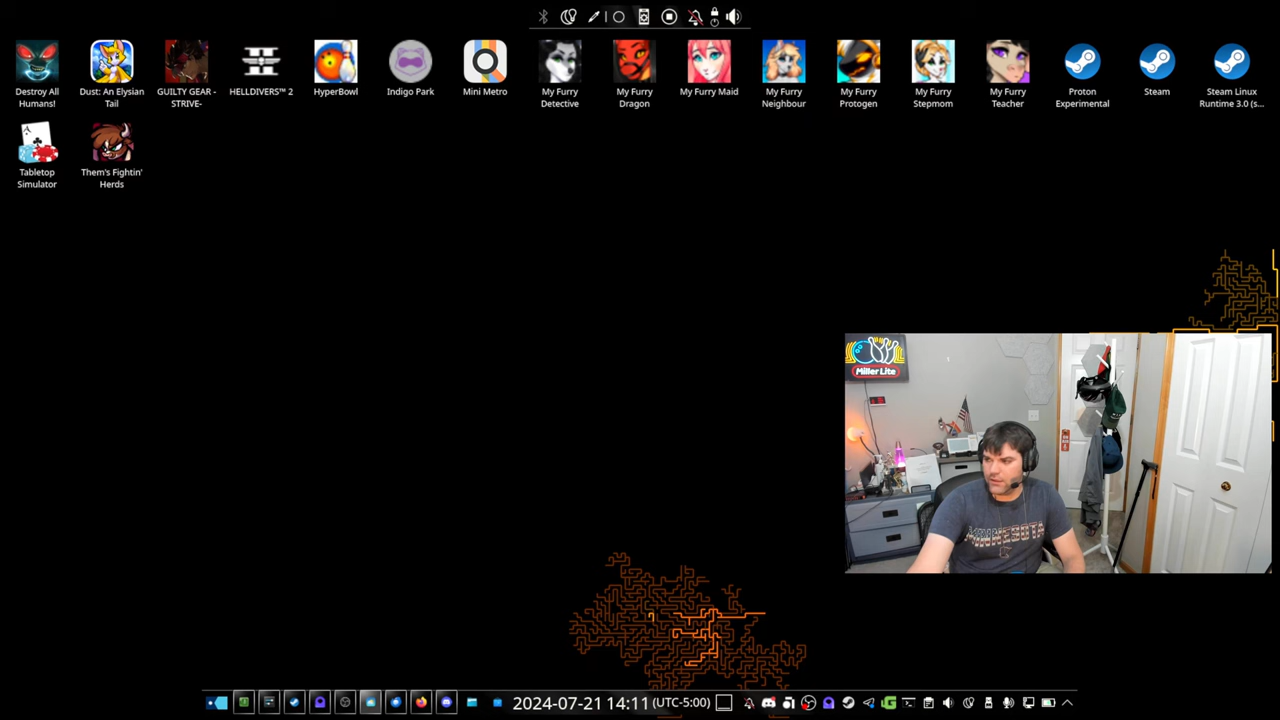 Destroy All
Humans!
Dust: An Elysian
Tail
GUILTY GEAR -
STRIVE-
HELLDIVERS™ 2
HyperBowl
Indigo Park
Mini Metro
My Furry
Detective
My Furry
Dragon
My Furry Maid
My Furry
Neighbour
My Furry
Protogen
My Furry
Stepmom
My Furry
Teacher
Proton
Experimental
Steam
Steam Linux
Runtime 3.0 (s...
Tabletop
Simulator
Them's Fightin'
Herds
Miller Lite
MINNESOTA
2024-07-21 14:11 (UTC-5:00)